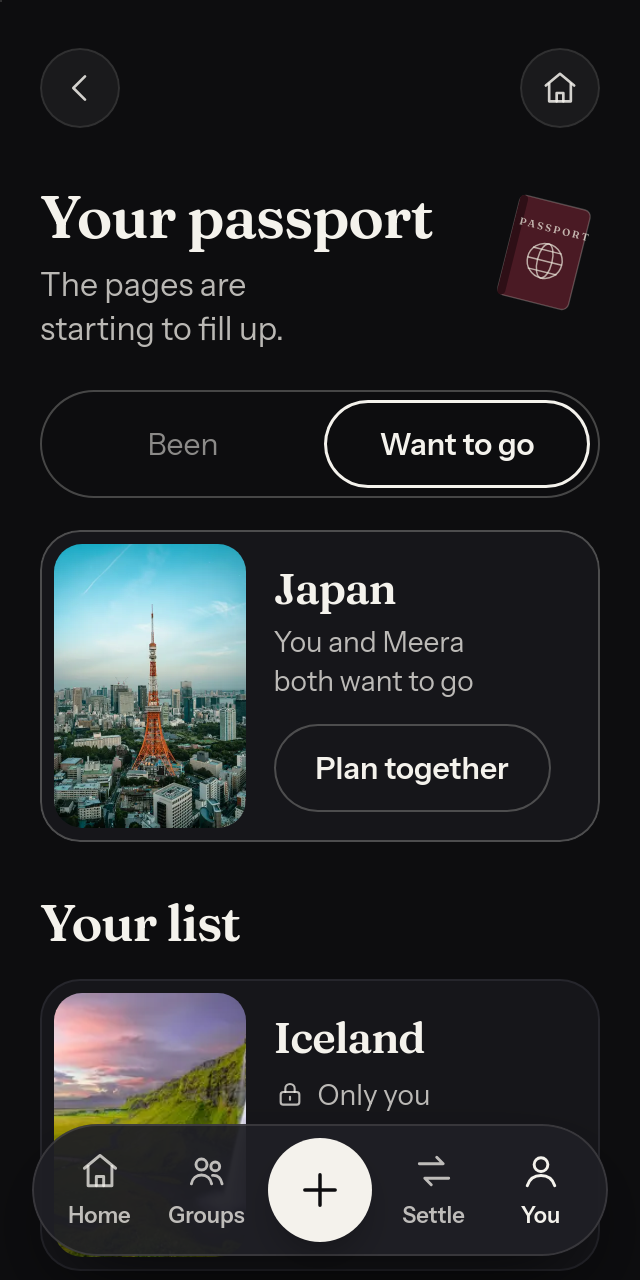 Your passport
PASSPORT
The pages are
starting to fill up.
Been
Want to go
Japan
You and Meera
both want to go
Plan together
Your list
Iceland
Only you
Home
Groups
Settle
You